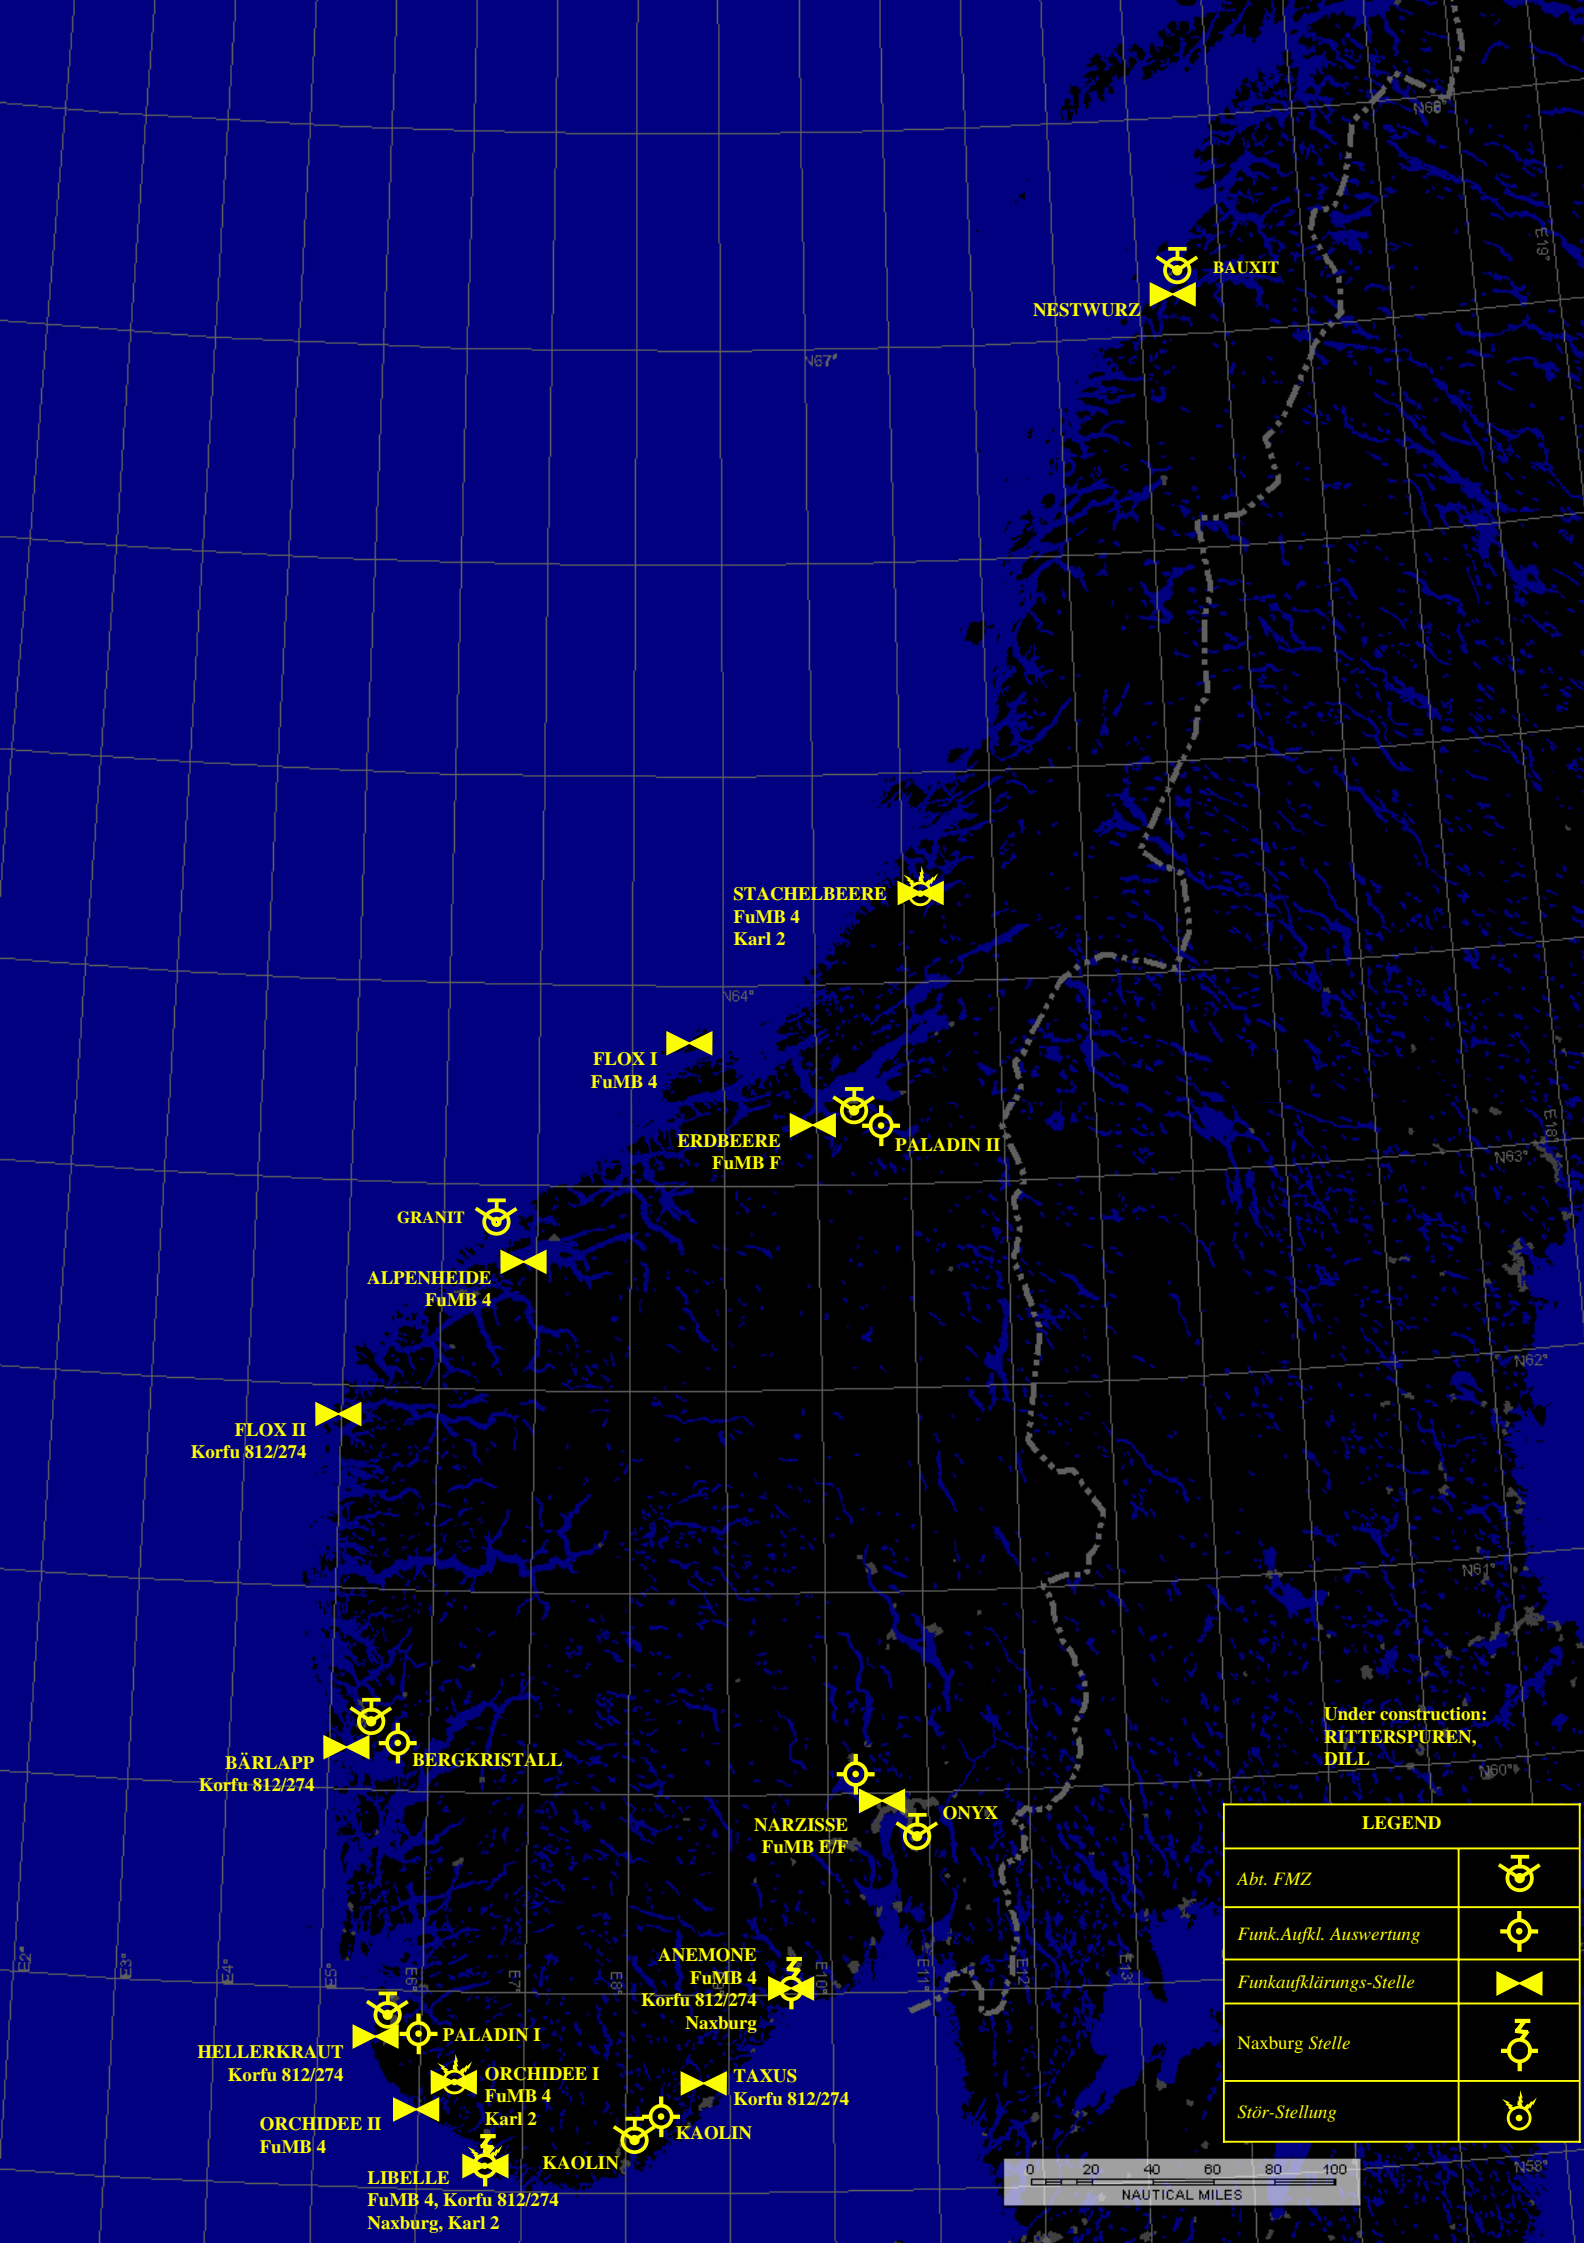 N68°
E19°
BAUXIT
NESTWURZ
N67°
STACHELBEERE
FuMB 4
Karl 2
N64°
FLOX I
FuMB 4
ERDBEERE
FuMB F
PALADIN II
E18°
N63°
GRANIT
ALPENHEIDE
FuMB 4
N62°
FLOX II
Korfu 812/274
N61°
Under construction:
RITTERSPUREN,
DILL
BÄRLAPP
Korfu 812/274
BERGKRISTALL
N60°
NARZISSE
FuMB E/F
ONYX
LEGEND
Abt. FMZ
Funk.Aufkl. Auswertung
Funkaufklärungs-Stelle
Naxburg Stelle
Stör-Stellung
E2°
E3°
E4°
E5°
E6°
E7°
E8°
E10°
E11°
E12°
E13°
ANEMONE
FuMB 4
Korfu 812/274
Naxburg
HELLERKRAUT
Korfu 812/274
PALADIN I
ORCHIDEE I
FuMB 4
Karl 2
ORCHIDEE II
FuMB 4
TAXUS
Korfu 812/274
KAOLIN
KAOLIN
LIBELLE
FuMB 4, Korfu 812/274
Naxburg, Karl 2
N58°
0 20 40 60 80 100
NAUTICAL MILES